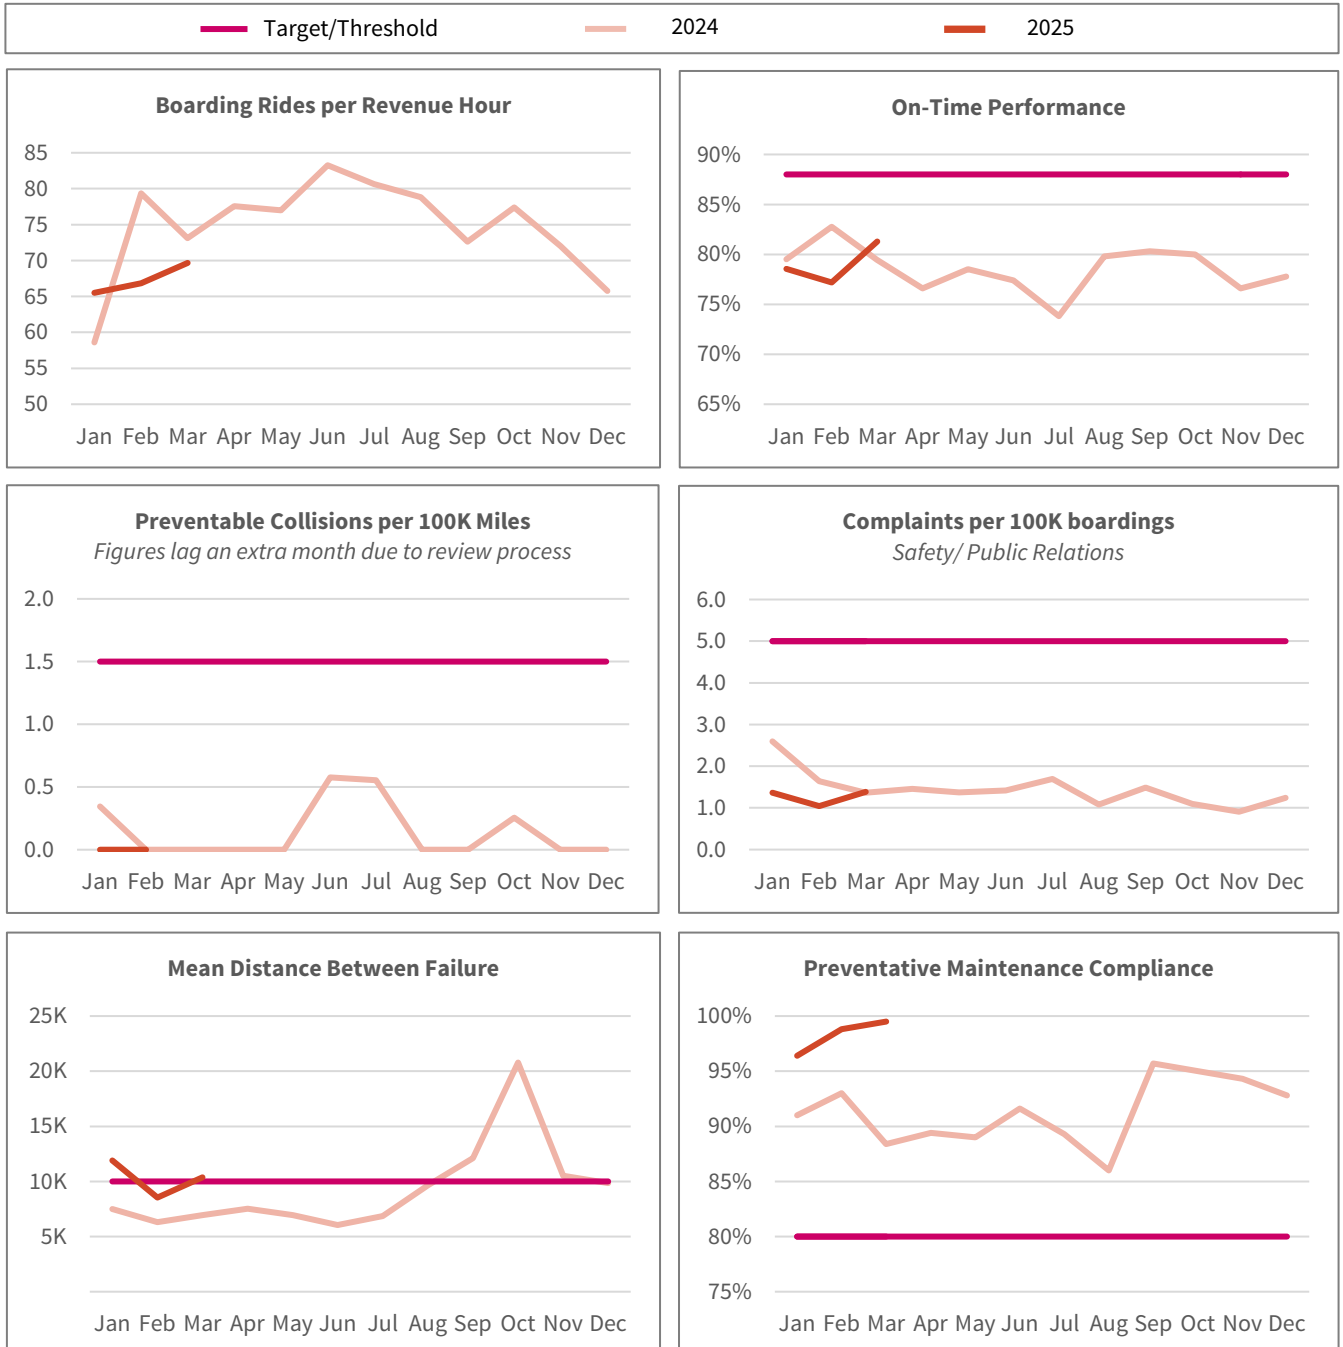 Target/Threshold 2024 2025
Boarding Rides per Revenue Hour
85
80
75
70
65
60
55
50
Jan Feb Mar Apr May Jun Jul Aug Sep Oct Nov Dec
On-Time Performance
90%
85%
80%
75%
70%
65%
Jan Feb Mar Apr May Jun Jul Aug Sep Oct Nov Dec
Preventable Collisions per 100K Miles
Figures lag an extra month due to review process
2.0
1.5
1.0
0.5
0.0
Jan Feb Mar Apr May Jun Jul Aug Sep Oct Nov Dec
Complaints per 100K boardings
Safety/ Public Relations
6.0
5.0
4.0
3.0
2.0
1.0
0.0
Jan Feb Mar Apr May Jun Jul Aug Sep Oct Nov Dec
Mean Distance Between Failure
25K
20K
15K
10K
5K
Jan Feb Mar Apr May Jun Jul Aug Sep Oct Nov Dec
Preventative Maintenance Compliance
100%
95%
90%
85%
80%
75%
Jan Feb Mar Apr May Jun Jul Aug Sep Oct Nov Dec